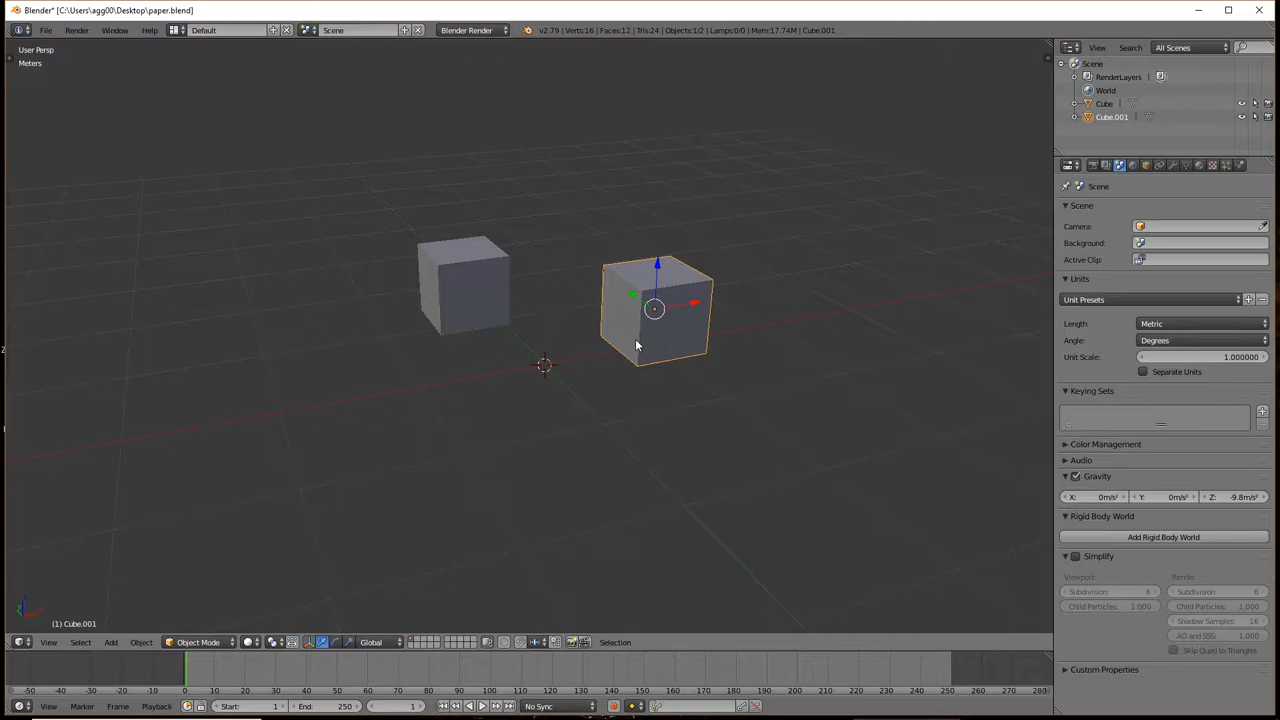 Blender* [C:\Users\agg00\Desktop\paper.blend]
File Render Window Help Default Scene Blender Render v2.79 | Verts:16 | Faces:12 | Tris:24 | Objects:1/2 | Lamps:0/0 | Mem:17.74M | Cube.001
User Persp
Meters
(1) Cube.001
View Select Add Object Object Mode Global Selection
-50 -40 -30 -20 -10 0 10 20 30 40 50 60 70 80 90 100 110 120 130 140 150 160 170 180 190 200 210 220 230 240 250 260 270 280
View Marker Frame Playback Start: 1 End: 250 1 No Sync
View Search All Scenes
Scene
RenderLayers
World
Cube
Cube.001
Scene
Scene
Camera:
Background:
Active Clip:
Units
Unit Presets
Length: Metric
Angle: Degrees
Unit Scale: 1.000000
Separate Units
Keying Sets
Color Management
Audio
Gravity
X: 0m/s² Y: 0m/s² Z: -9.8m/s²
Rigid Body World
Add Rigid Body World
Simplify
Viewport: Render
Subdivision: 6 Subdivision: 6
Child Particles: 1.000 Child Particles: 1.000
Shadow Samples: 16
AO and SSS: 1.000
Skip Quad to Triangles
Custom Properties